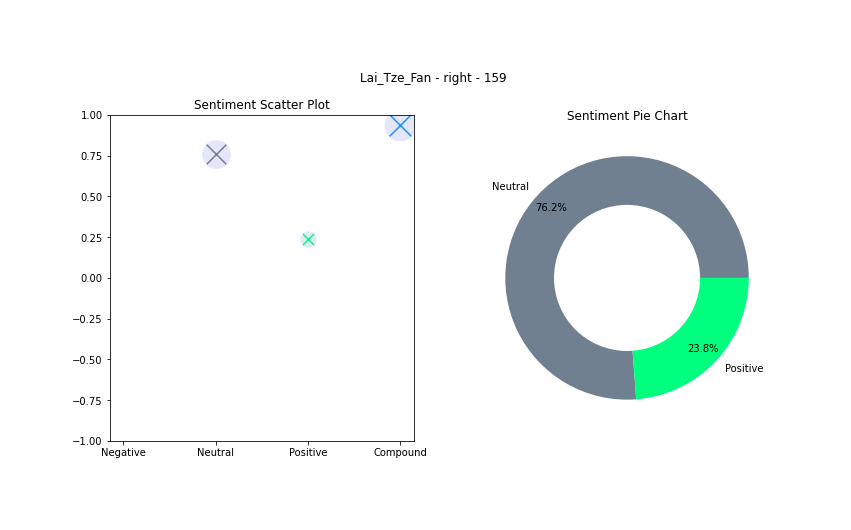 Lai_Tze_Fan - right - 159
Sentiment Scatter Plot
1.00
0.75
0.50
0.25
0.00
−0.25
−0.50
−0.75
−1.00
Negative
Neutral
Positive
Compound
Sentiment Pie Chart
Neutral
76.2%
23.8%
Positive